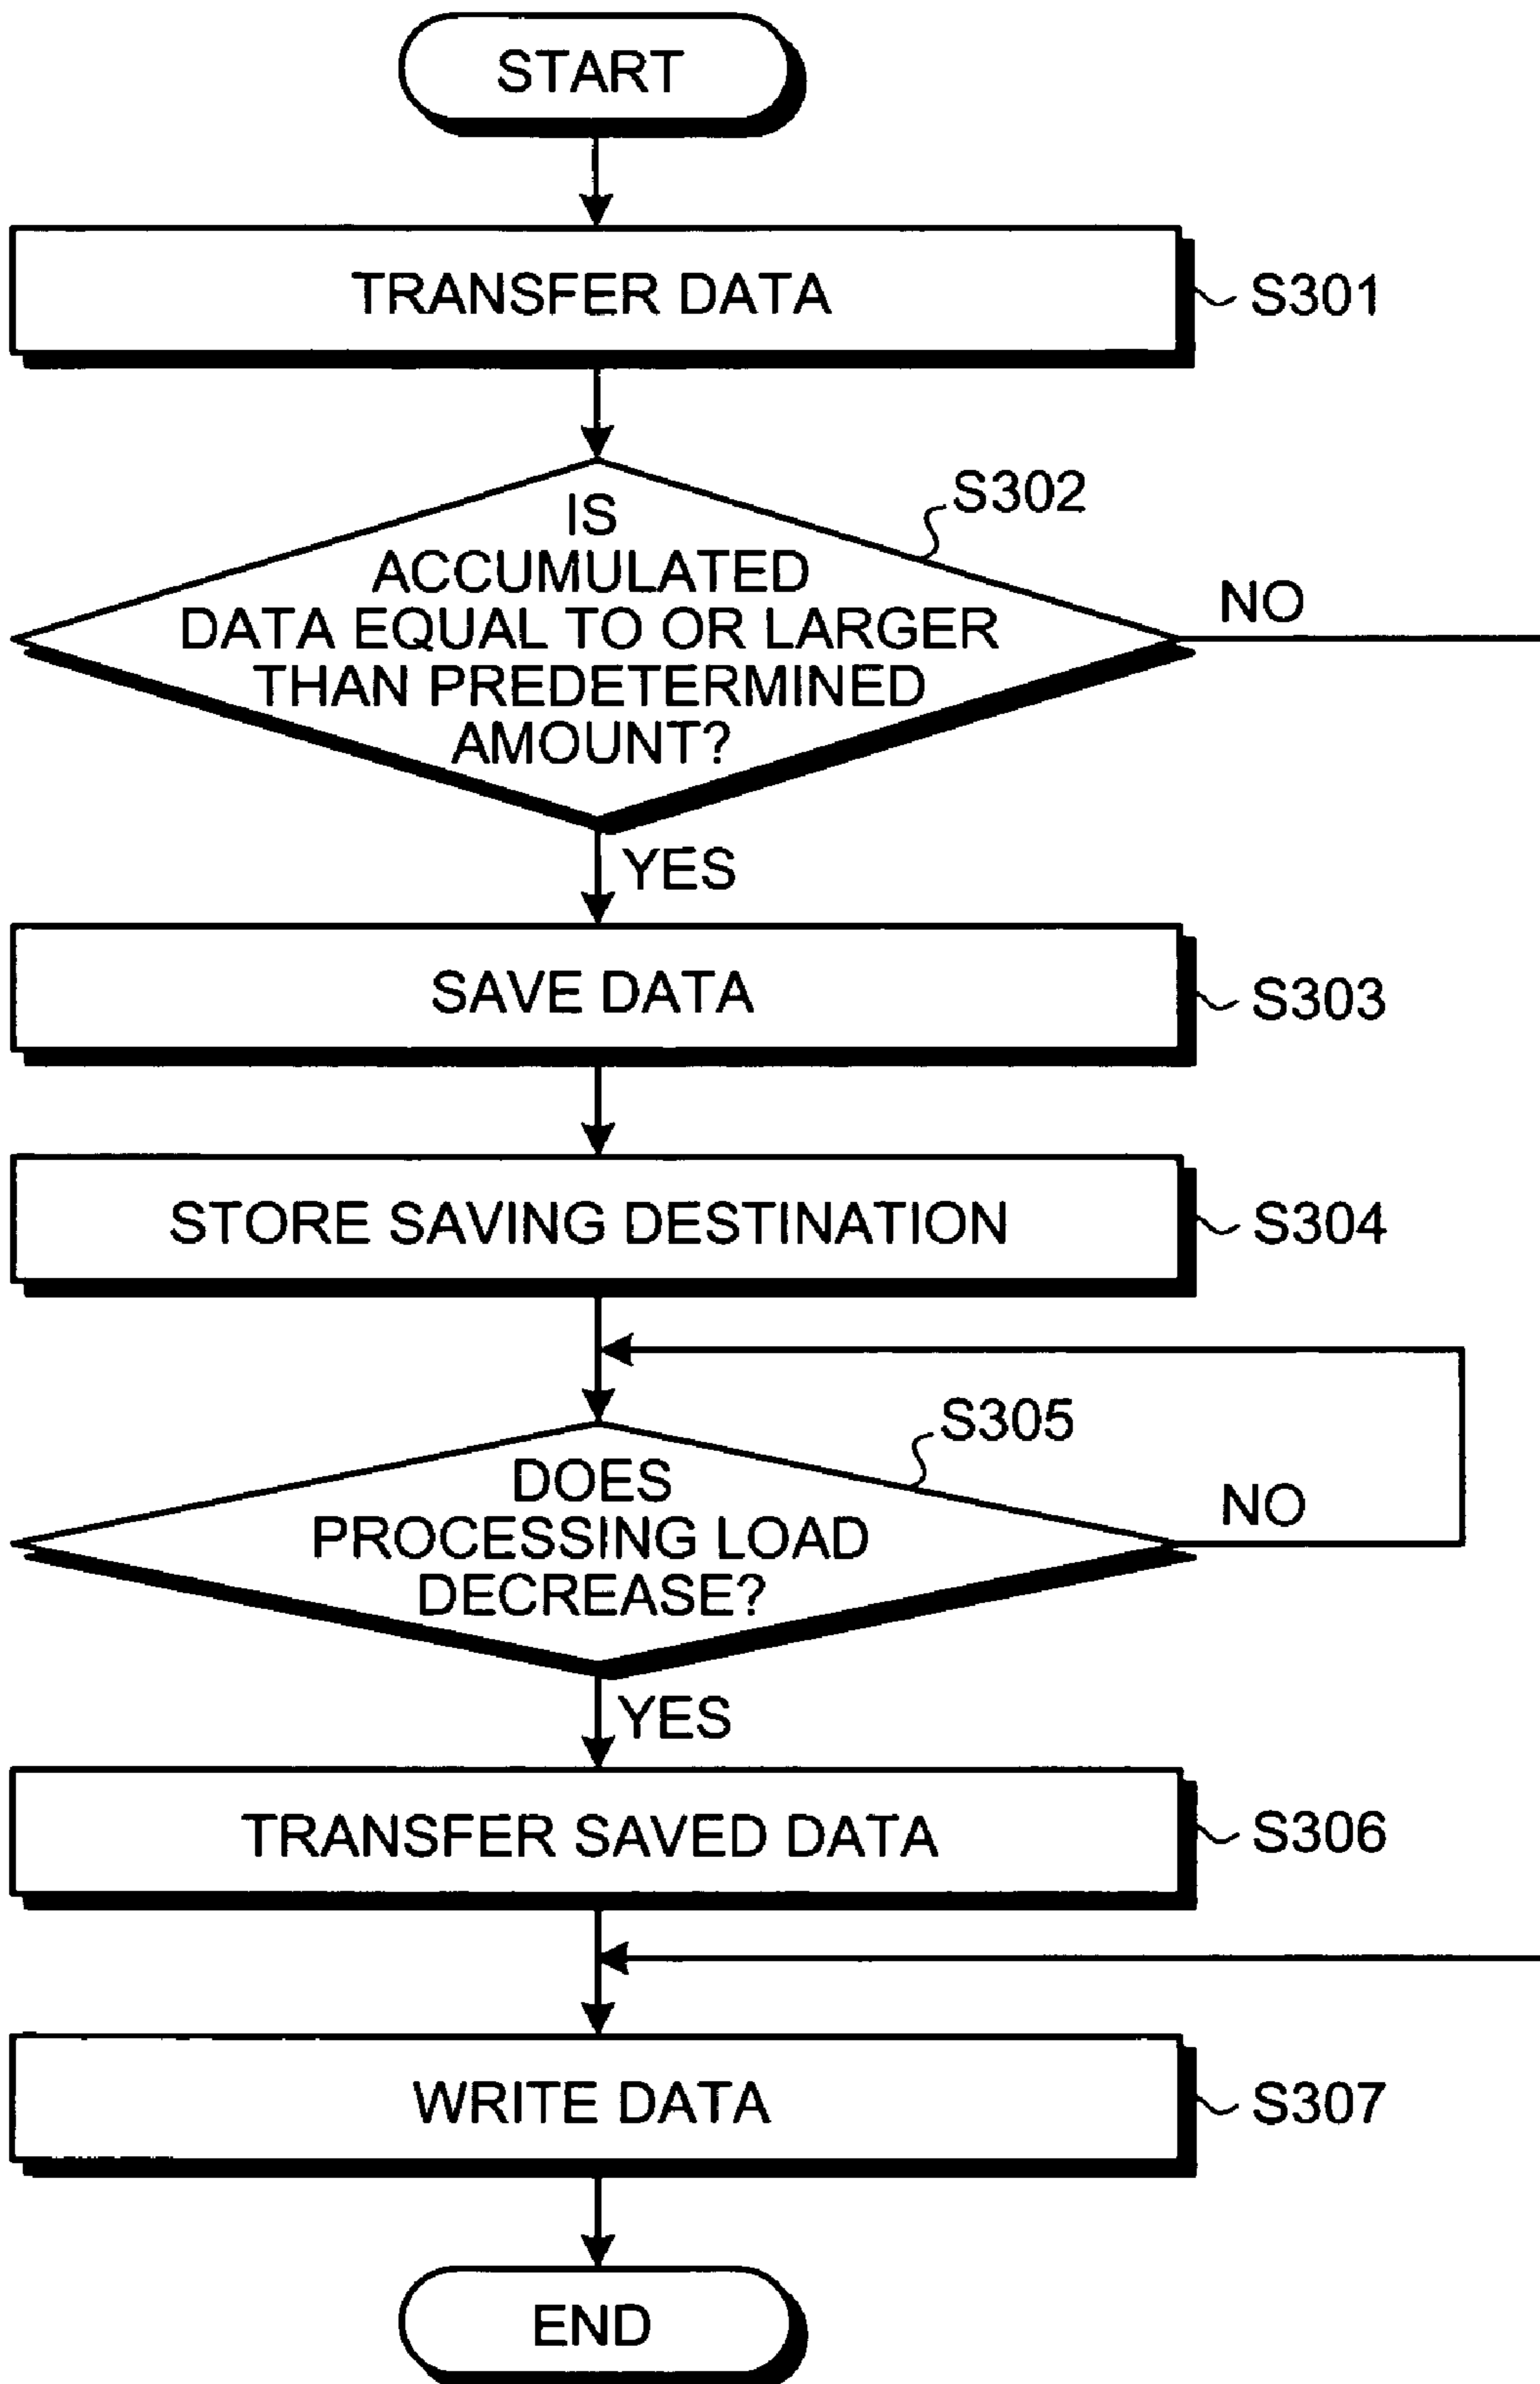 START
TRANSFER DATA
S301
S302
IS
ACCUMULATED
DATA EQUAL TO OR LARGER
THAN PREDETERMINED
AMOUNT?
NO
YES
SAVE DATA
S303
STORE SAVING DESTINATION
S304
S305
DOES
PROCESSING LOAD
DECREASE?
NO
YES
TRANSFER SAVED DATA
S306
WRITE DATA
S307
END